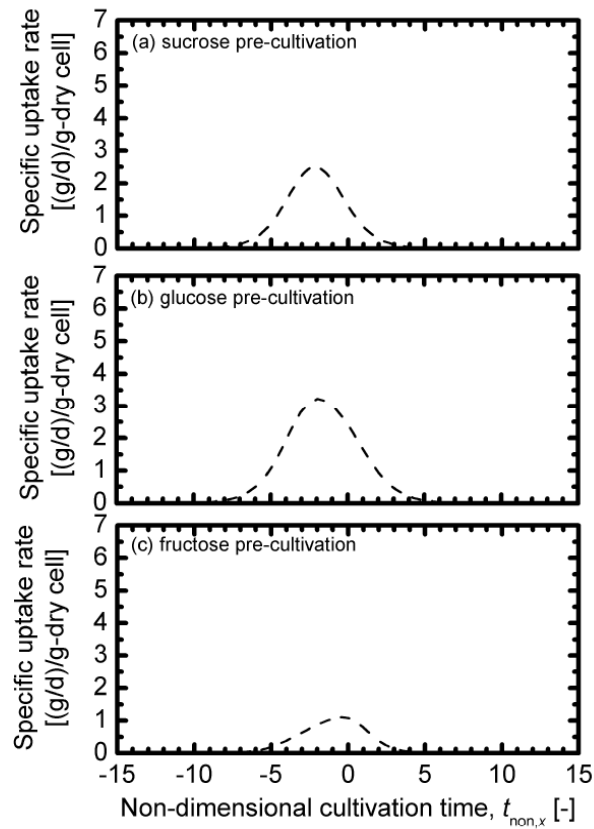 7
(a) sucrose pre-cultivation
6
5
4
3
2
1
0
Specific uptake rate
[(g/d)/g-dry cell]
7
(b) glucose pre-cultivation
6
5
4
3
2
1
0
Specific uptake rate
[(g/d)/g-dry cell]
7
(c) fructose pre-cultivation
6
5
4
3
2
1
0
Specific uptake rate
[(g/d)/g-dry cell]
-15 -10 -5 0 5 10 15
Non-dimensional cultivation time, t_non,x [-]